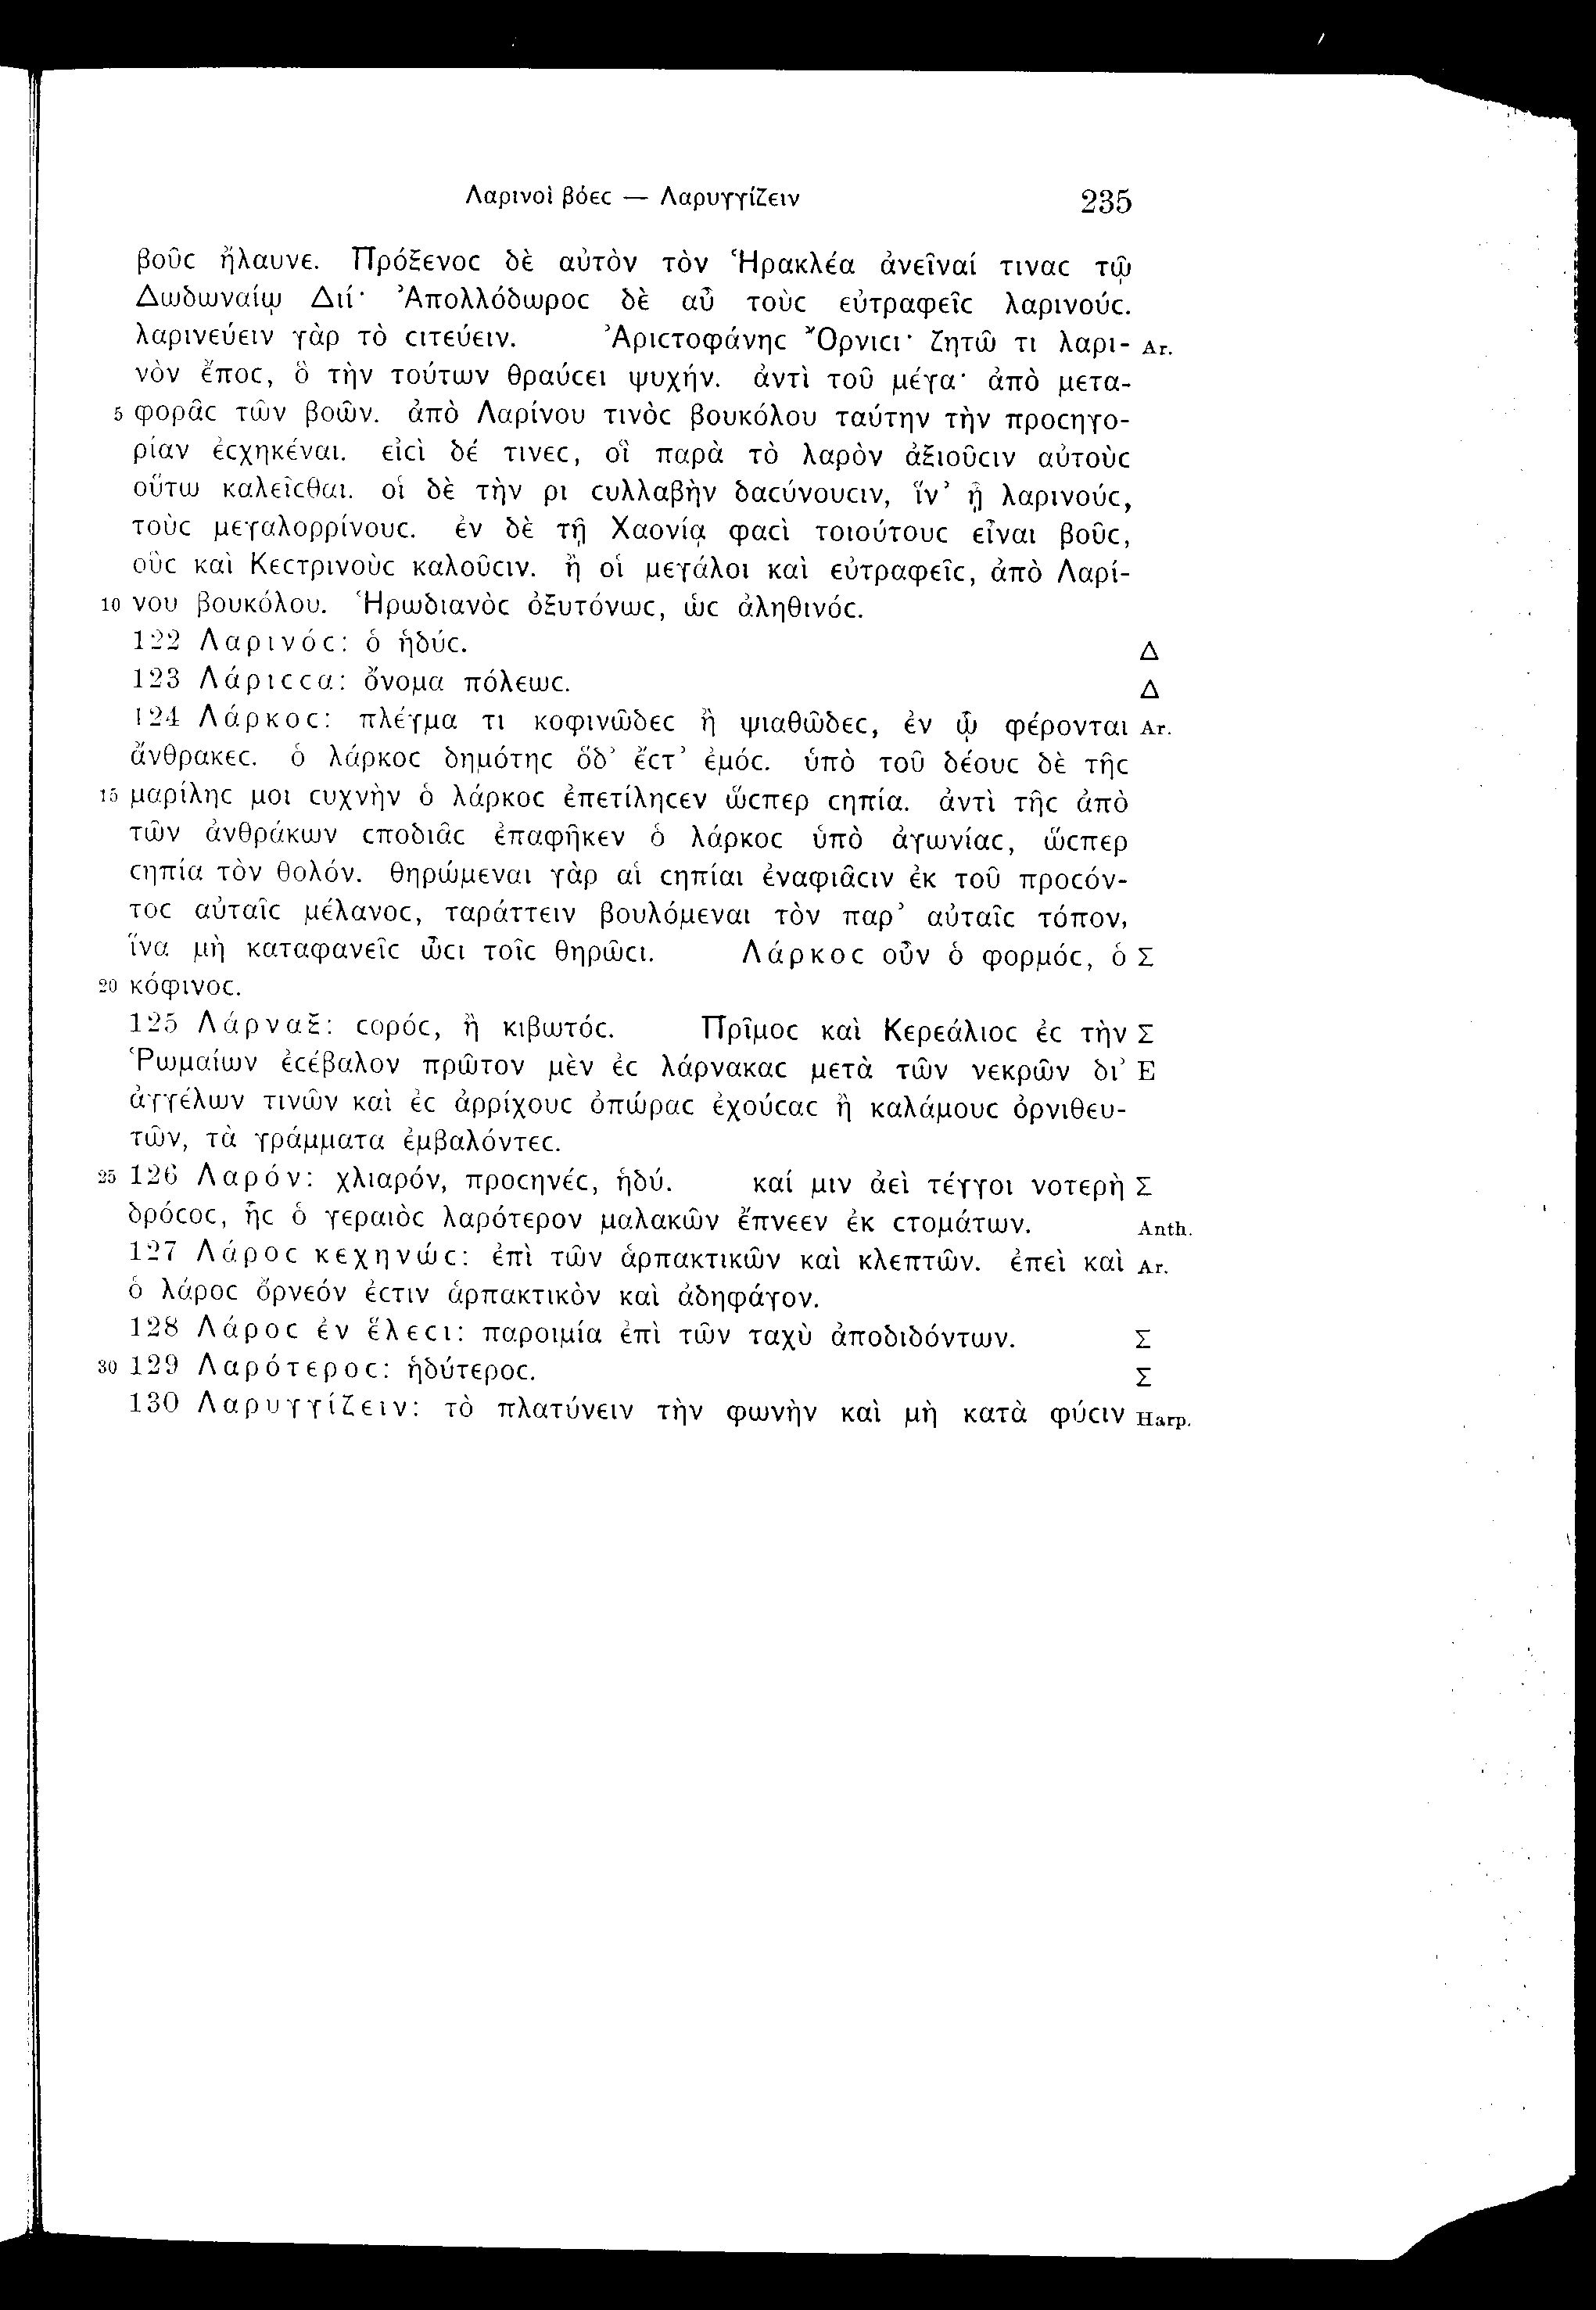 Λαρινοὶ βόεϲ — Λαρυγγίζειν 235
βοῦϲ ἤλαυνε. Πρόξενοϲ δὲ αὐτὸν τὸν Ἡρακλέα ἀνεῖναί τιναϲ τῷ
Δωδωναίῳ Διί· Ἀπολλόδωροϲ δὲ αὖ τοὺϲ εὐτραφεῖϲ λαρινούϲ.
λαρινεύειν γὰρ τὸ ϲιτεύειν. Ἀριϲτοφάνηϲ Ὄρνιϲι· ζητῶ τι λαρι- Ar.
νὸν ἔποϲ, ὃ τὴν τούτων θραύϲει ψυχήν. ἀντὶ τοῦ μέγα· ἀπὸ μετα-
5 φορᾶϲ τῶν βοῶν. ἀπὸ Λαρίνου τινὸϲ βουκόλου ταύτην τὴν προϲηγο-
ρίαν ἐϲχηκέναι. εἰϲὶ δέ τινεϲ, οἳ παρὰ τὸ λαρὸν ἀξιοῦϲιν αὐτοὺϲ
οὕτω καλεῖϲθαι. οἱ δὲ τὴν ρι ϲυλλαβὴν δαϲύνουϲιν, ἵν’ ᾖ λαρινούϲ,
τοὺϲ μεγαλορρίνουϲ. ἐν δὲ τῇ Χαονίᾳ φαϲὶ τοιούτουϲ εἶναι βοῦϲ,
οὓϲ καὶ Κεϲτρινοὺϲ καλοῦϲιν. ἢ οἱ μεγάλοι καὶ εὐτραφεῖϲ, ἀπὸ Λαρί-
10 νου βουκόλου. Ἡρωδιανὸϲ ὀξυτόνωϲ, ὡϲ ἀληθινόϲ.
122 Λαρινόϲ: ὁ ἡδύϲ. Δ
123 Λάριϲϲα: ὄνομα πόλεωϲ. Δ
124 Λάρκοϲ: πλέγμα τι κοφινῶδεϲ ἢ ψιαθῶδεϲ, ἐν ᾧ φέρονται Ar.
ἄνθρακεϲ. ὁ λάρκοϲ δημότηϲ ὅδ’ ἔϲτ’ ἐμόϲ. ὑπὸ τοῦ δέουϲ δὲ τῆϲ
15 μαρίληϲ μοι ϲυχνὴν ὁ λάρκοϲ ἐπετίληϲεν ὥϲπερ ϲηπία. ἀντὶ τῆϲ ἀπὸ
τῶν ἀνθράκων ϲποδιᾶϲ ἐπαφῆκεν ὁ λάρκοϲ ὑπὸ ἀγωνίαϲ, ὥϲπερ
ϲηπία τὸν θολόν. θηρώμεναι γὰρ αἱ ϲηπίαι ἐναφιᾶϲιν ἐκ τοῦ προϲόν-
τοϲ αὐταῖϲ μέλανοϲ, ταράττειν βουλόμεναι τὸν παρ’ αὐταῖϲ τόπον,
ἵνα μὴ καταφανεῖϲ ὦϲι τοῖϲ θηρῶϲι. Λάρκοϲ οὖν ὁ φορμόϲ, ὁ Σ
20 κόφινοϲ.
125 Λάρναξ: ϲορόϲ, ἢ κιβωτόϲ. Πρῖμοϲ καὶ Κερεάλιοϲ ἐϲ τὴν Σ
Ῥωμαίων ἐϲέβαλον πρῶτον μὲν ἐϲ λάρνακαϲ μετὰ τῶν νεκρῶν δι’ Ε
ἀγγέλων τινῶν καὶ ἐϲ ἀρρίχουϲ ὀπώραϲ ἐχούϲαϲ ἢ καλάμουϲ ὀρνιθευ-
τῶν, τὰ γράμματα ἐμβαλόντεϲ.
25 126 Λαρόν: χλιαρόν, προϲηνέϲ, ἡδύ. καί μιν ἀεὶ τέγγοι νοτερὴ Σ
δρόϲοϲ, ἧϲ ὁ γεραιὸϲ λαρότερον μαλακῶν ἔπνεεν ἐκ ϲτομάτων. Anth.
127 Λάροϲ κεχηνώϲ: ἐπὶ τῶν ἁρπακτικῶν καὶ κλεπτῶν. ἐπεὶ καὶ Ar.
ὁ λάροϲ ὄρνεόν ἐϲτιν ἁρπακτικὸν καὶ ἀδηφάγον.
128 Λάροϲ ἐν ἕλεϲι: παροιμία ἐπὶ τῶν ταχὺ ἀποδιδόντων. Σ
30 129 Λαρότεροϲ: ἡδύτεροϲ. Σ
130 Λαρυγγίζειν: τὸ πλατύνειν τὴν φωνὴν καὶ μὴ κατὰ φύϲιν Harp.